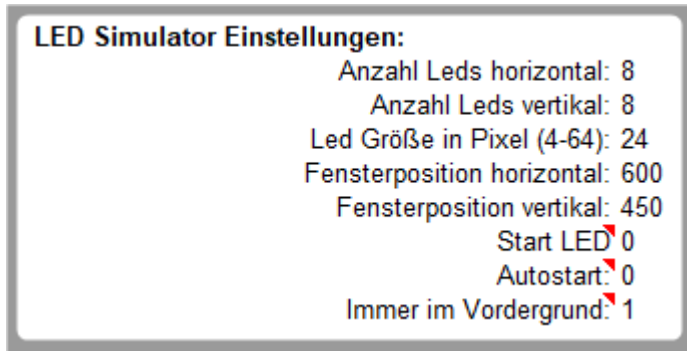 LED Simulator Einstellungen:
Anzahl Leds horizontal: 8
Anzahl Leds vertikal: 8
Led Größe in Pixel (4-64): 24
Fensterposition horizontal: 600
Fensterposition vertikal: 450
Start LED 0
Autostart: 0
Immer im Vordergrund: 1